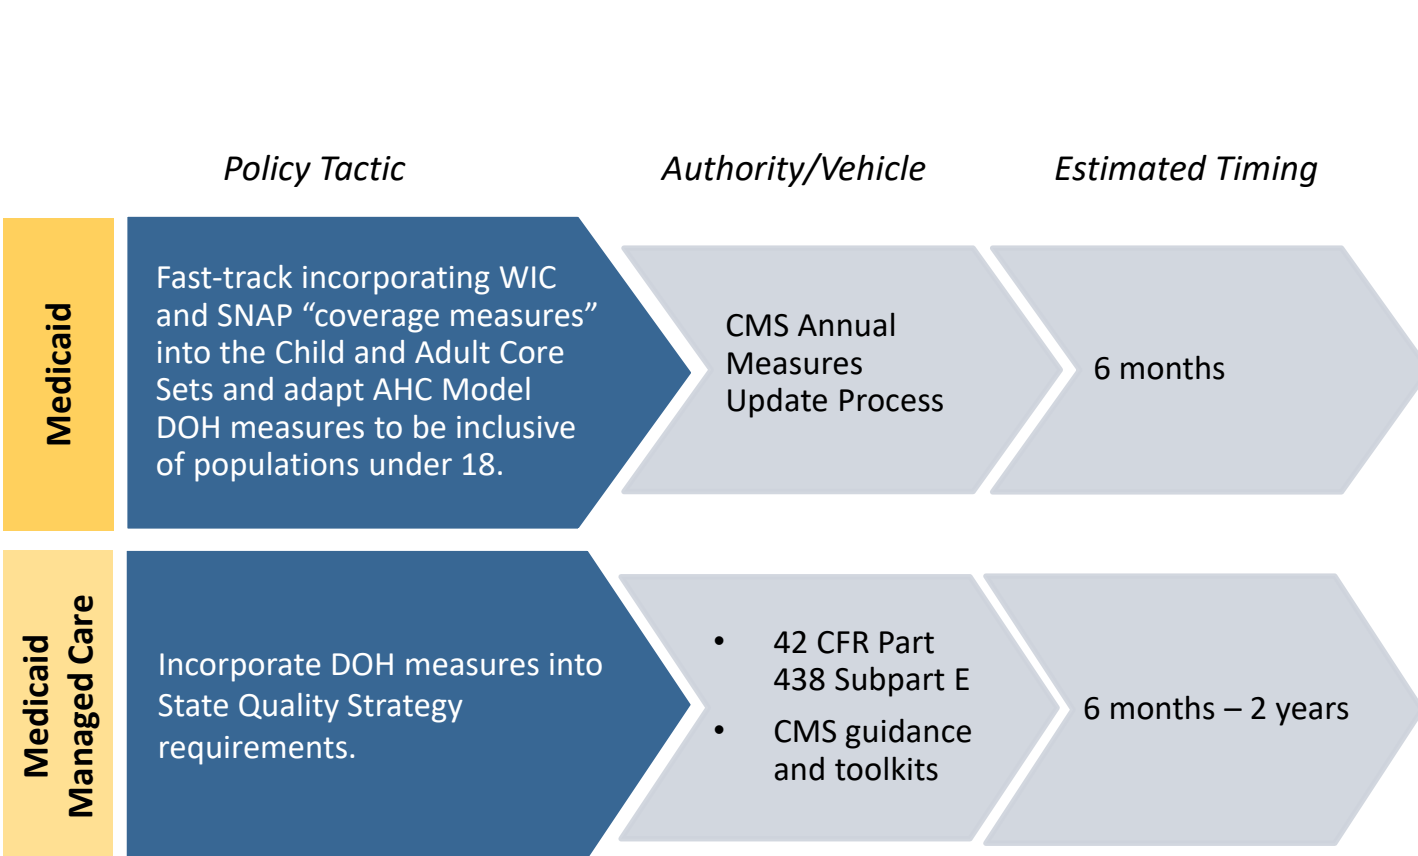 Policy Tactic
Authority/Vehicle
Estimated Timing
Medicaid
Fast-track incorporating WIC
and SNAP “coverage measures”
into the Child and Adult Core
Sets and adapt AHC Model
DOH measures to be inclusive
of populations under 18.
CMS Annual
Measures
Update Process
6 months
Medicaid
Managed Care
Incorporate DOH measures into
State Quality Strategy
requirements.
• 42 CFR Part
438 Subpart E
• CMS guidance
and toolkits
6 months – 2 years